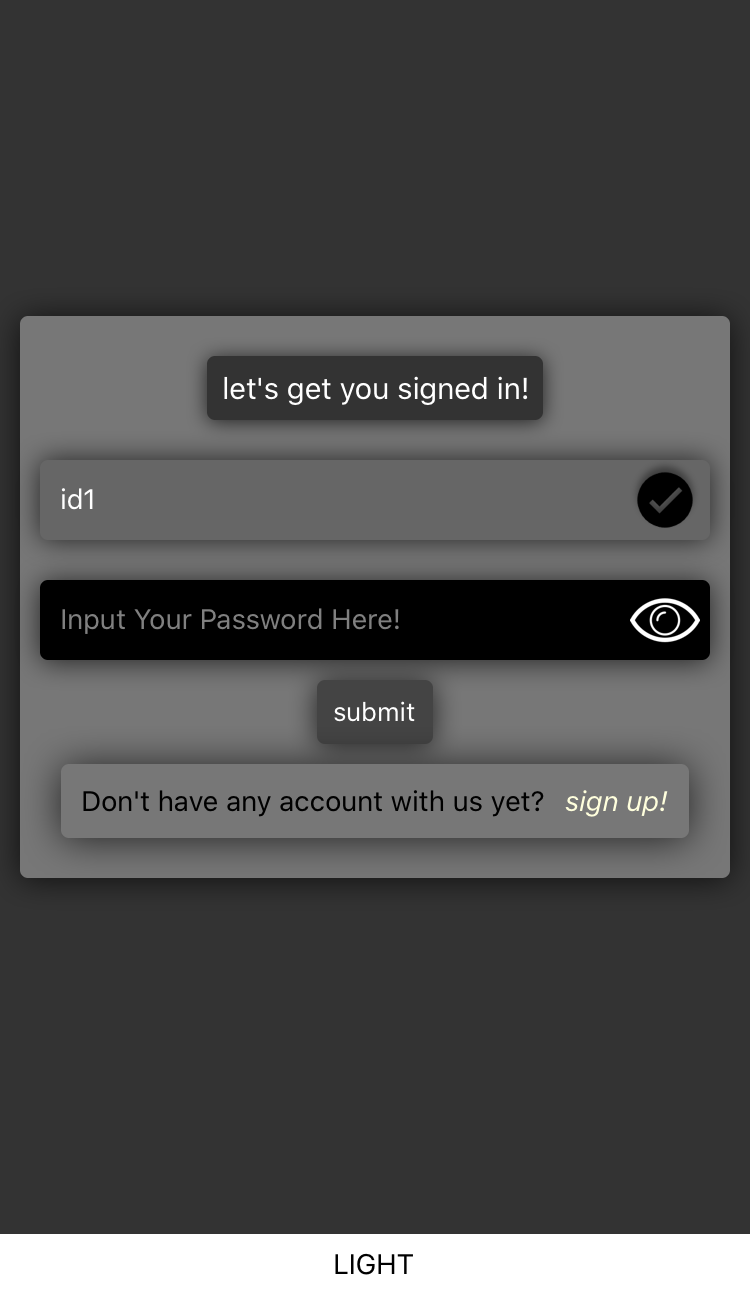 let's get you signed in!
id1
Input Your Password Here!
submit
Don't have any account with us yet? sign up!
LIGHT